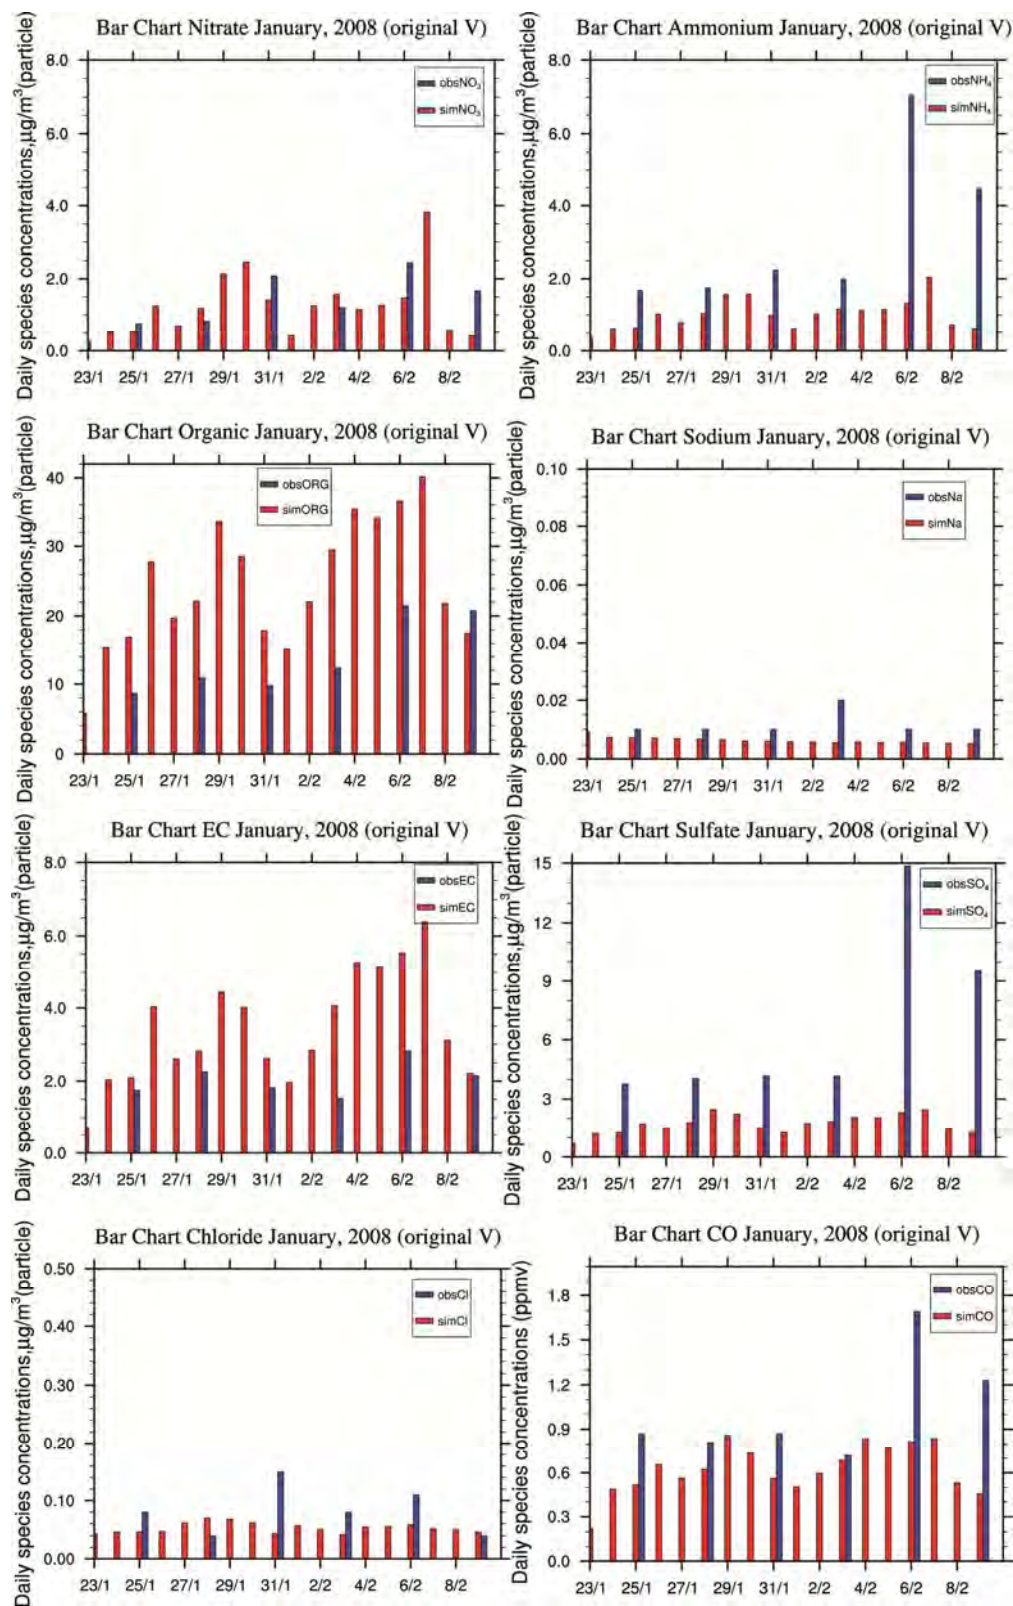 Bar Chart Nitrate January, 2008 (original V)
Daily species concentrations,µg/m³(particle)
8.0
6.0
4.0
2.0
0.0
obsNO₃
simNO₃
23/1 25/1 27/1 29/1 31/1 2/2 4/2 6/2 8/2
Bar Chart Ammonium January, 2008 (original V)
Daily species concentrations,µg/m³(particle)
8.0
6.0
4.0
2.0
0.0
obsNH₄
simNH₄
23/1 25/1 27/1 29/1 31/1 2/2 4/2 6/2 8/2
Bar Chart Organic January, 2008 (original V)
Daily species concentrations,µg/m³(particle)
40
30
20
10
0
obsORG
simORG
23/1 25/1 27/1 29/1 31/1 2/2 4/2 6/2 8/2
Bar Chart Sodium January, 2008 (original V)
Daily species concentrations,µg/m³(particle)
0.10
0.08
0.06
0.04
0.02
0.00
obsNa
simNa
23/1 25/1 27/1 29/1 31/1 2/2 4/2 6/2 8/2
Bar Chart EC January, 2008 (original V)
Daily species concentrations,µg/m³(particle)
8.0
6.0
4.0
2.0
0.0
obsEC
simEC
23/1 25/1 27/1 29/1 31/1 2/2 4/2 6/2 8/2
Bar Chart Sulfate January, 2008 (original V)
Daily species concentrations,µg/m³(particle)
15
12
9
6
3
0
obsSO₄
simSO₄
23/1 25/1 27/1 29/1 31/1 2/2 4/2 6/2 8/2
Bar Chart Chloride January, 2008 (original V)
Daily species concentrations,µg/m³(particle)
0.50
0.40
0.30
0.20
0.10
0.00
obsCl
simCl
23/1 25/1 27/1 29/1 31/1 2/2 4/2 6/2 8/2
Bar Chart CO January, 2008 (original V)
Daily species concentrations (ppmv)
1.8
1.5
1.2
0.9
0.6
0.3
0.0
obsCO
simCO
23/1 25/1 27/1 29/1 31/1 2/2 4/2 6/2 8/2